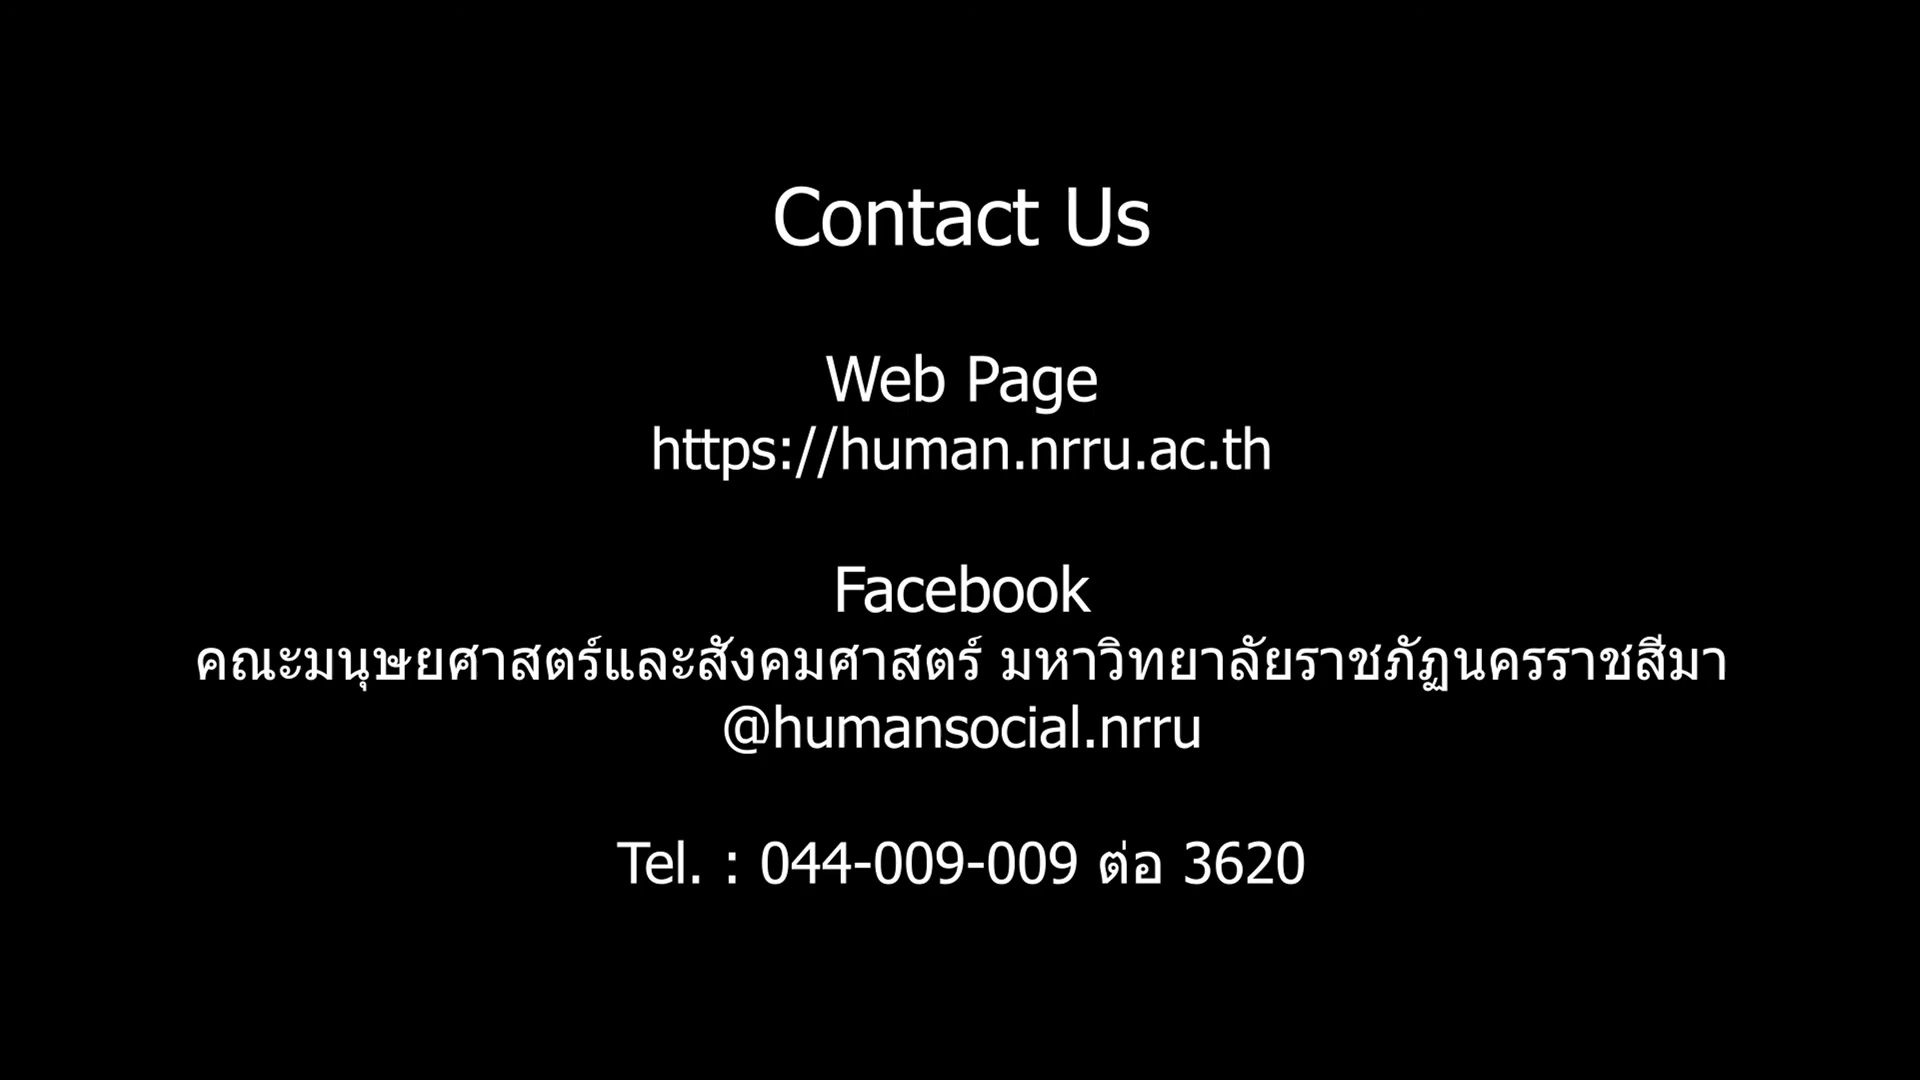 Contact Us
Web Page
https://human.nrru.ac.th
Facebook
คณะมนุษยศาสตร์และสังคมศาสตร์ มหาวิทยาลัยราชภัฏนครราชสีมา
@humansocial.nrru
Tel. : 044-009-009 ต่อ 3620